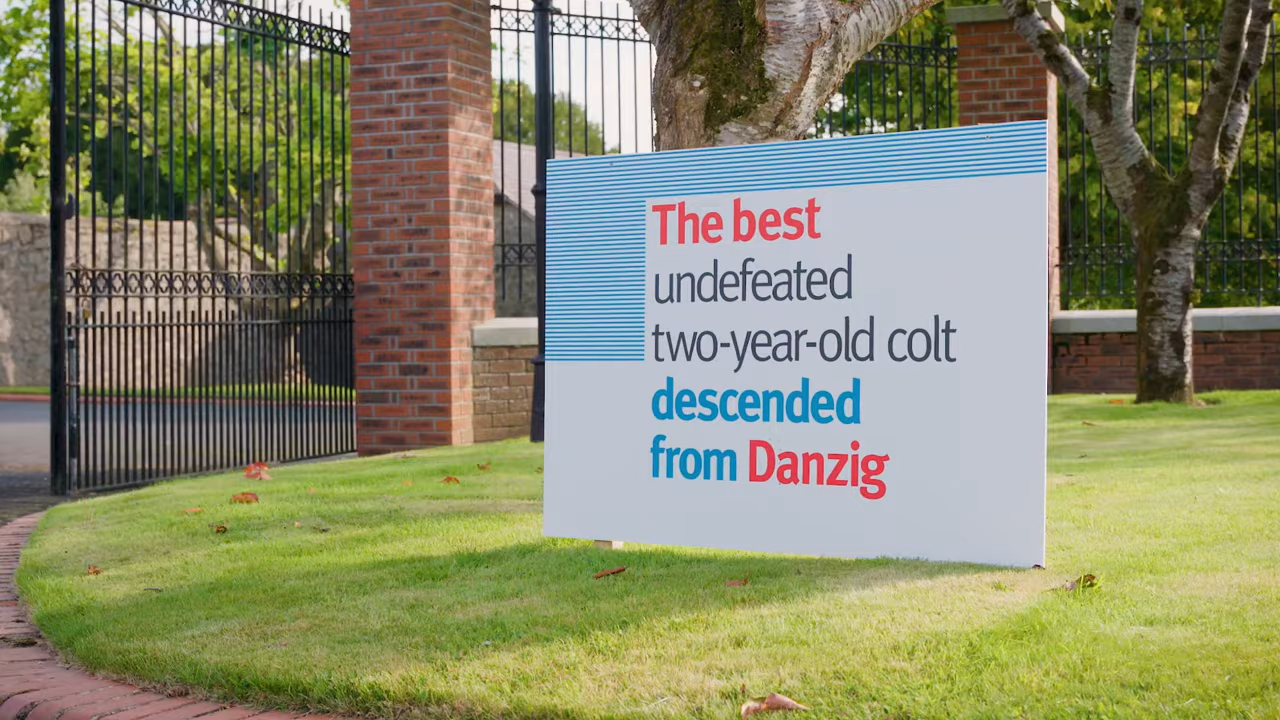 The best
undefeated
two-year-old colt
descended
from Danzig